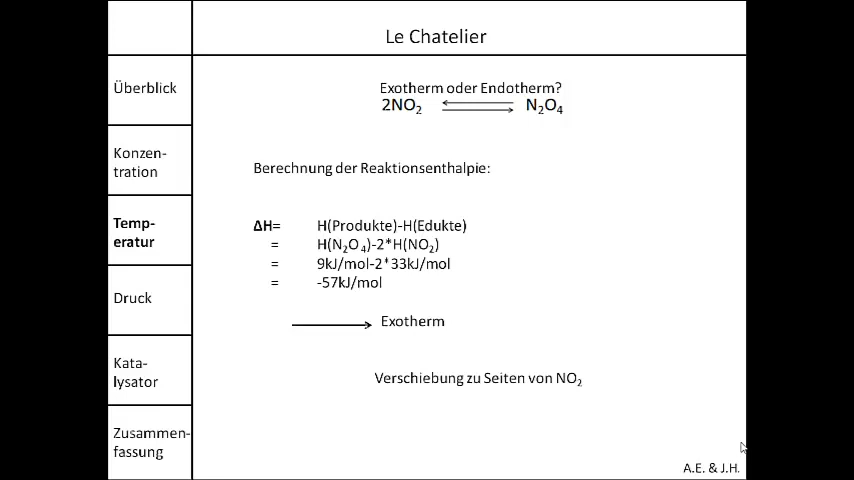 Le Chatelier
Überblick
Konzen-
tration
Temp-
eratur
Druck
Kata-
lysator
Zusammen-
fassung
Exotherm oder Endotherm?
2NO₂ ⇄ N₂O₄
Berechnung der Reaktionsenthalpie:
ΔH= H(Produkte)-H(Edukte)
= H(N₂O₄)-2*H(NO₂)
= 9kJ/mol-2*33kJ/mol
= -57kJ/mol
→ Exotherm
Verschiebung zu Seiten von NO₂
A.E. & J.H.